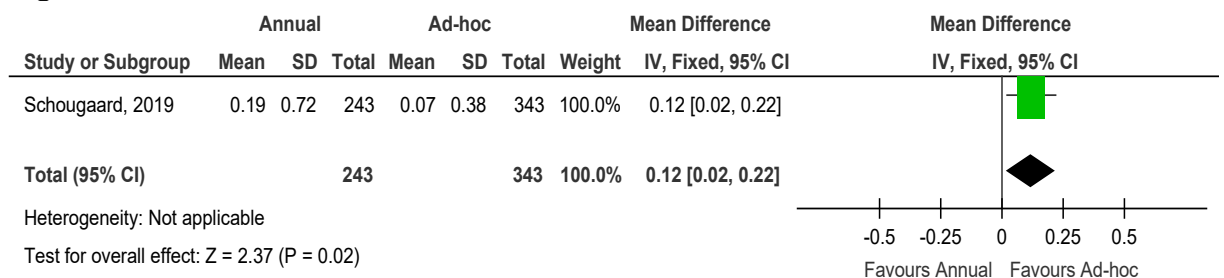 Annual Ad-hoc Mean Difference Mean Difference
Study or Subgroup Mean SD Total Mean SD Total Weight IV, Fixed, 95% CI IV, Fixed, 95% CI
Schougaard, 2019 0.19 0.72 243 0.07 0.38 343 100.0% 0.12 [0.02, 0.22]
Total (95% CI) 243 343 100.0% 0.12 [0.02, 0.22]
Heterogeneity: Not applicable
Test for overall effect: Z = 2.37 (P = 0.02)
-0.5 -0.25 0 0.25 0.5
Favours Annual Favours Ad-hoc